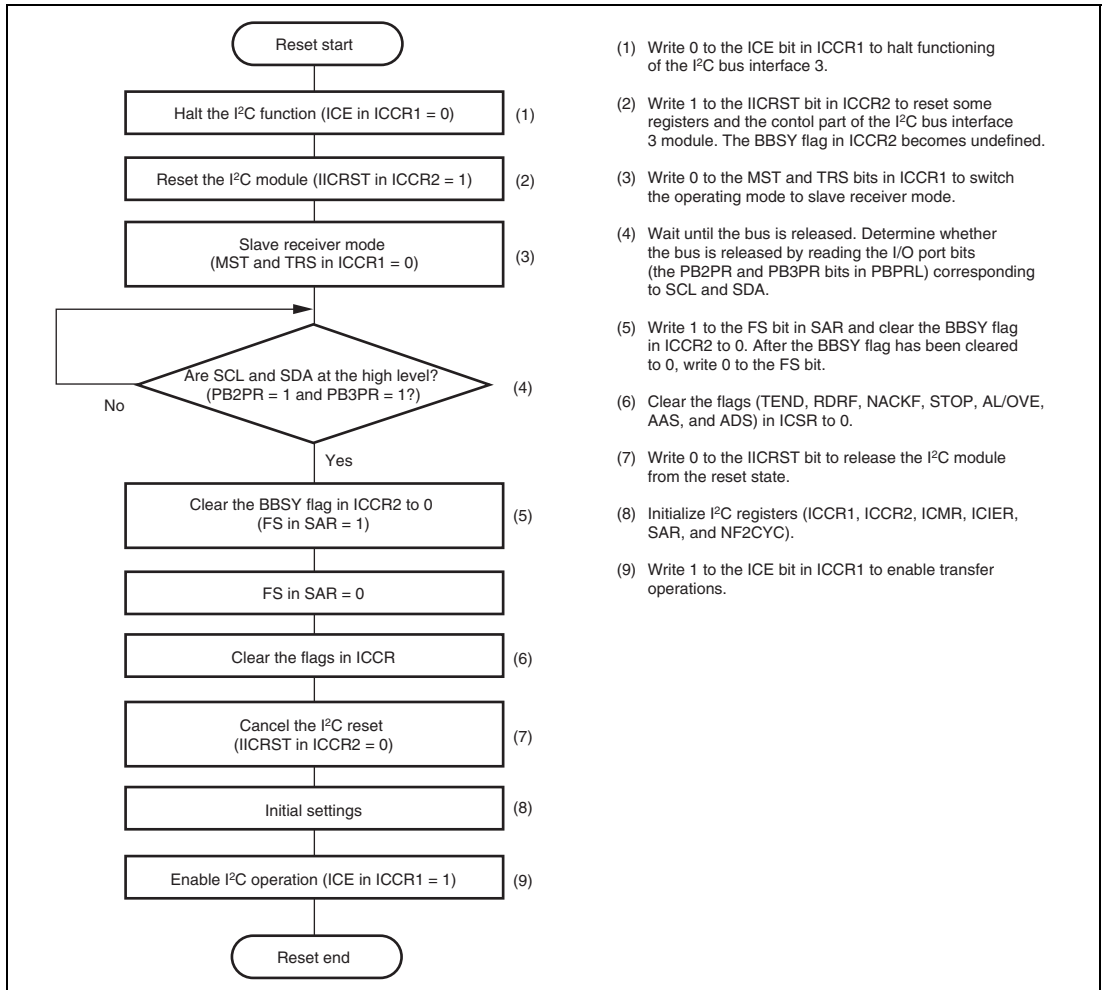 Reset start
Halt the I²C function (ICE in ICCR1 = 0)
(1)
Reset the I²C module (IICRST in ICCR2 = 1)
(2)
Slave receiver mode
(MST and TRS in ICCR1 = 0)
(3)
Are SCL and SDA at the high level?
(PB2PR = 1 and PB3PR = 1?)
(4)
No
Yes
Clear the BBSY flag in ICCR2 to 0
(FS in SAR = 1)
(5)
FS in SAR = 0
Clear the flags in ICCR
(6)
Cancel the I²C reset
(IICRST in ICCR2 = 0)
(7)
Initial settings
(8)
Enable I²C operation (ICE in ICCR1 = 1)
(9)
Reset end
(1) Write 0 to the ICE bit in ICCR1 to halt functioning
of the I²C bus interface 3.
(2) Write 1 to the IICRST bit in ICCR2 to reset some
registers and the contol part of the I²C bus interface
3 module. The BBSY flag in ICCR2 becomes undefined.
(3) Write 0 to the MST and TRS bits in ICCR1 to switch
the operating mode to slave receiver mode.
(4) Wait until the bus is released. Determine whether
the bus is released by reading the I/O port bits
(the PB2PR and PB3PR bits in PBPRL) corresponding
to SCL and SDA.
(5) Write 1 to the FS bit in SAR and clear the BBSY flag
in ICCR2 to 0. After the BBSY flag has been cleared
to 0, write 0 to the FS bit.
(6) Clear the flags (TEND, RDRF, NACKF, STOP, AL/OVE,
AAS, and ADS) in ICSR to 0.
(7) Write 0 to the IICRST bit to release the I²C module
from the reset state.
(8) Initialize I²C registers (ICCR1, ICCR2, ICMR, ICIER,
SAR, and NF2CYC).
(9) Write 1 to the ICE bit in ICCR1 to enable transfer
operations.